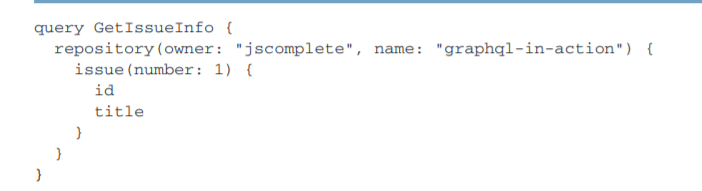 query GetIssueInfo {
  repository(owner: "jscomplete", name: "graphql-in-action") {
    issue(number: 1) {
      id
      title
    }
  }
}